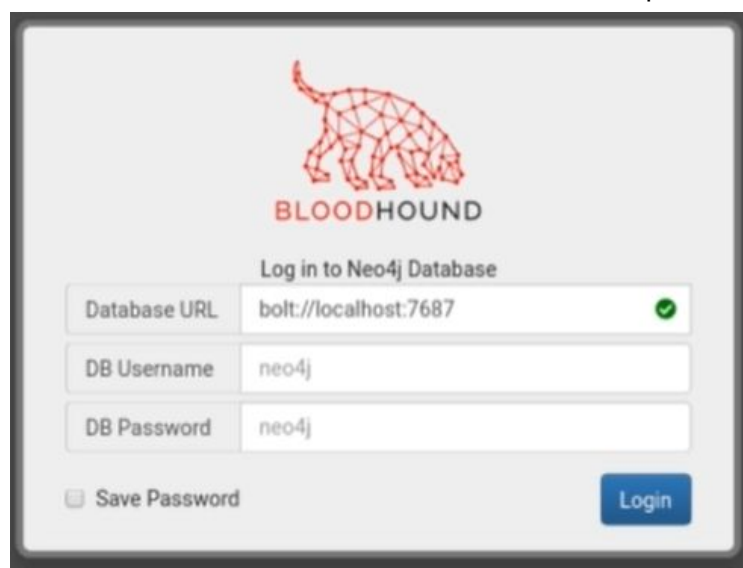 BLOODHOUND
Log in to Neo4j Database
Database URL bolt://localhost:7687
DB Username neo4j
DB Password neo4j
Save Password Login